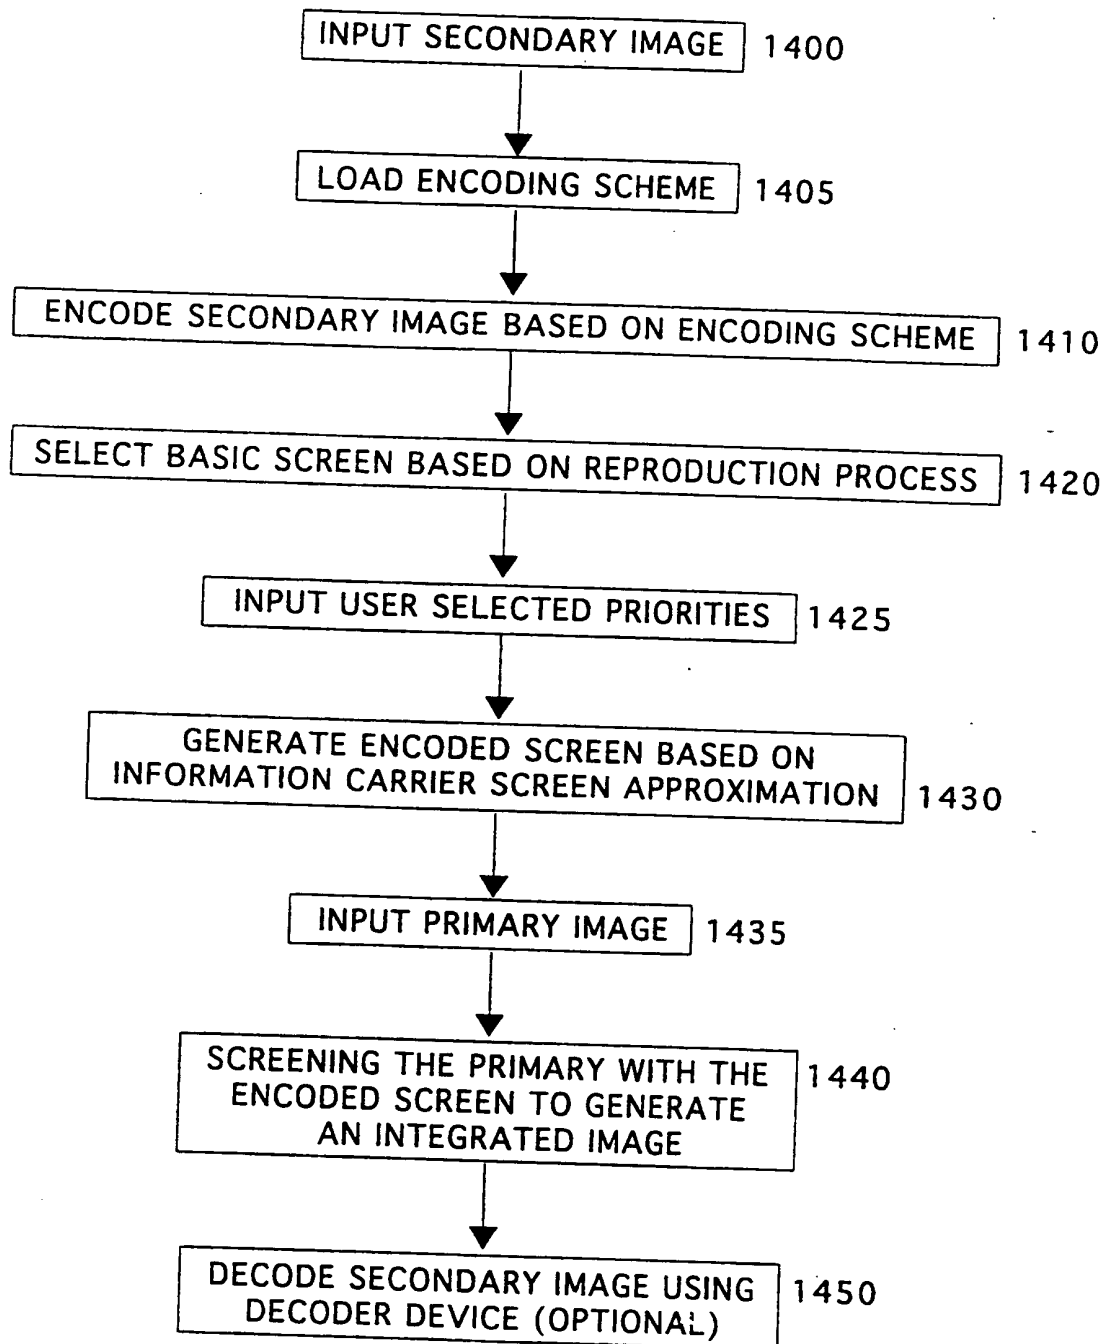 INPUT SECONDARY IMAGE 1400
LOAD ENCODING SCHEME 1405
ENCODE SECONDARY IMAGE BASED ON ENCODING SCHEME 1410
SELECT BASIC SCREEN BASED ON REPRODUCTION PROCESS 1420
INPUT USER SELECTED PRIORITIES 1425
GENERATE ENCODED SCREEN BASED ON
INFORMATION CARRIER SCREEN APPROXIMATION 1430
INPUT PRIMARY IMAGE 1435
SCREENING THE PRIMARY WITH THE 1440
ENCODED SCREEN TO GENERATE
AN INTEGRATED IMAGE
DECODE SECONDARY IMAGE USING 1450
DECODER DEVICE (OPTIONAL)